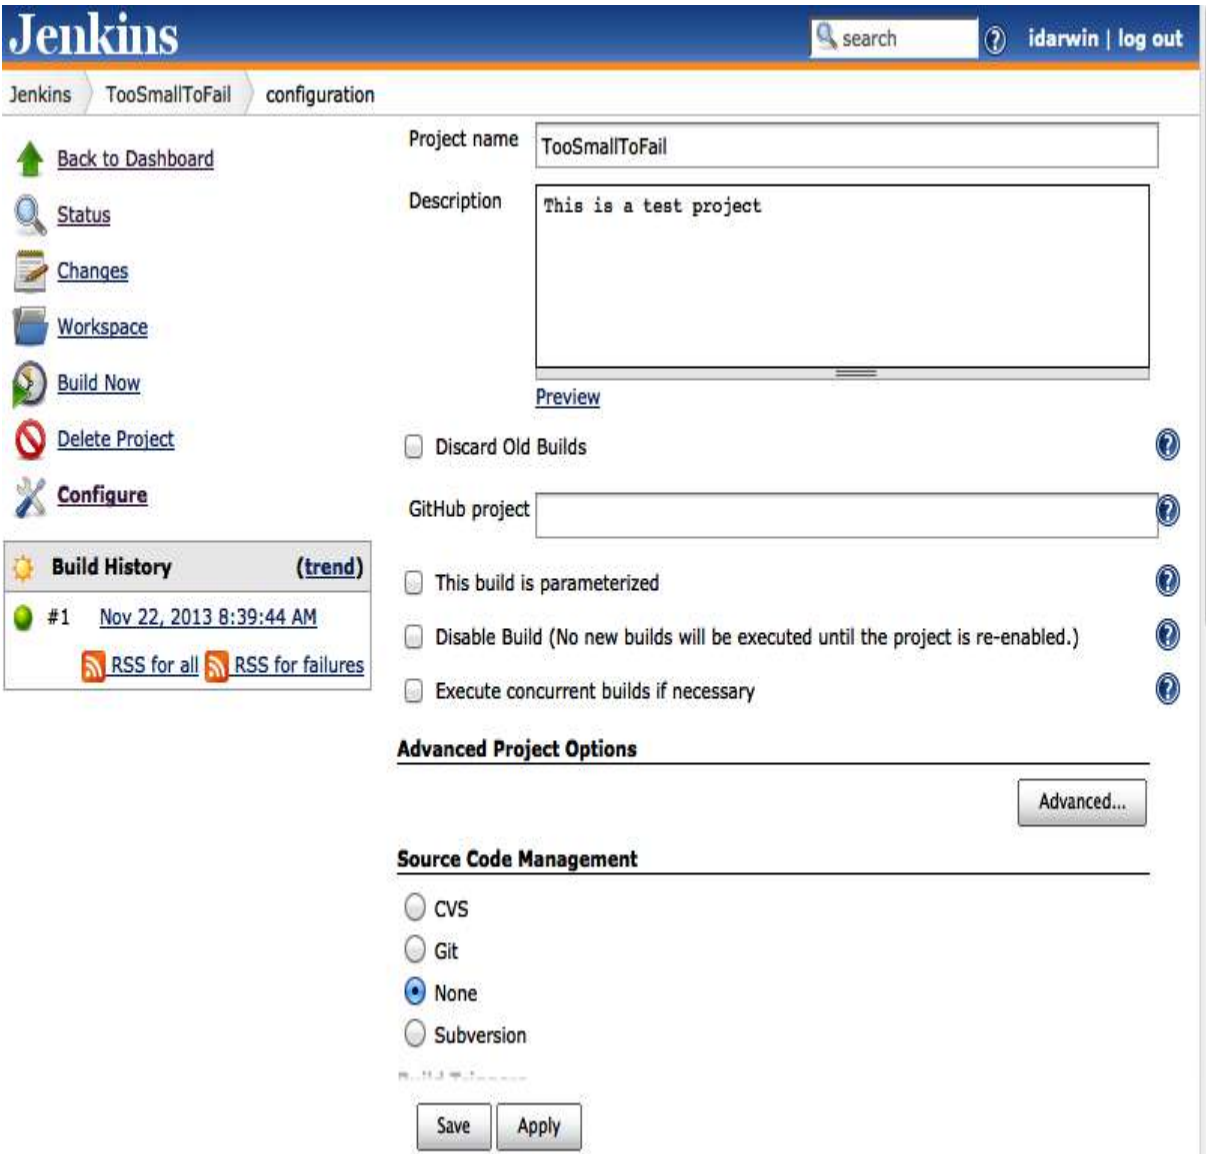 Jenkins
search
idarwin | log out
Jenkins TooSmallToFail configuration
Back to Dashboard
Status
Changes
Workspace
Build Now
Delete Project
Configure
Build History (trend)
#1 Nov 22, 2013 8:39:44 AM
RSS for all RSS for failures
Project name TooSmallToFail
Description This is a test project
Preview
Discard Old Builds
GitHub project
This build is parameterized
Disable Build (No new builds will be executed until the project is re-enabled.)
Execute concurrent builds if necessary
Advanced Project Options
Advanced...
Source Code Management
CVS
Git
None
Subversion
Save Apply